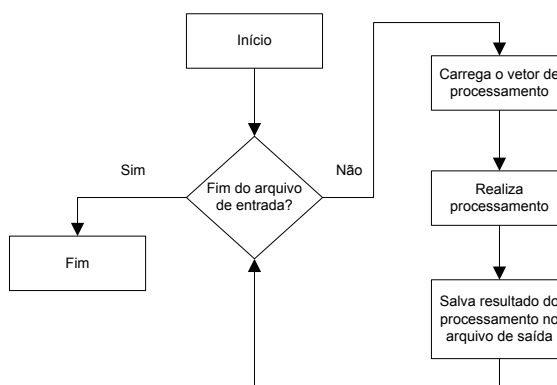 Início
Carrega o vetor de
processamento
Sim
Não
Fim do arquivo
de entrada?
Realiza
processamento
Fim
Salva resultado do
processamento no
arquivo de saída